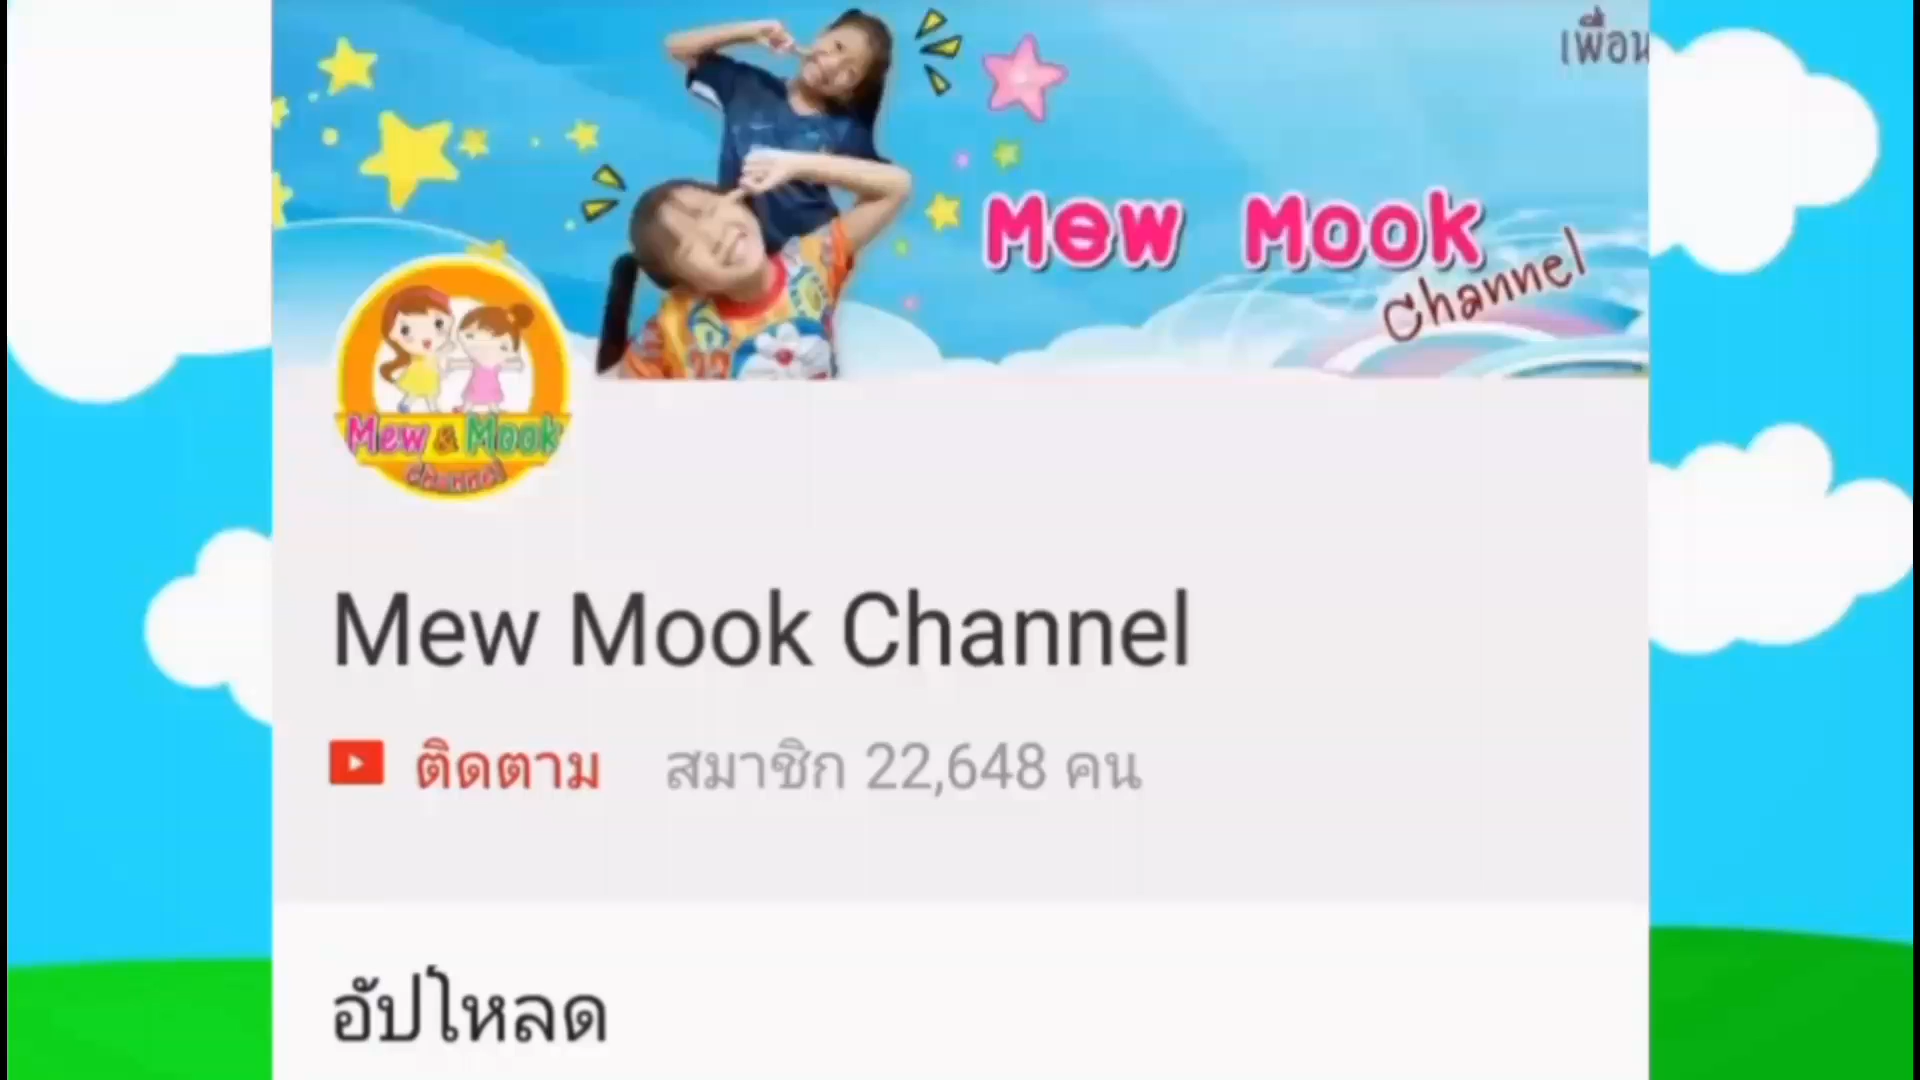 เพื่อน
Mew Mook
Channel
Mew & Mook
channel
Mew Mook Channel
ติดตาม สมาชิก 22,648 คน
อัปโหลด